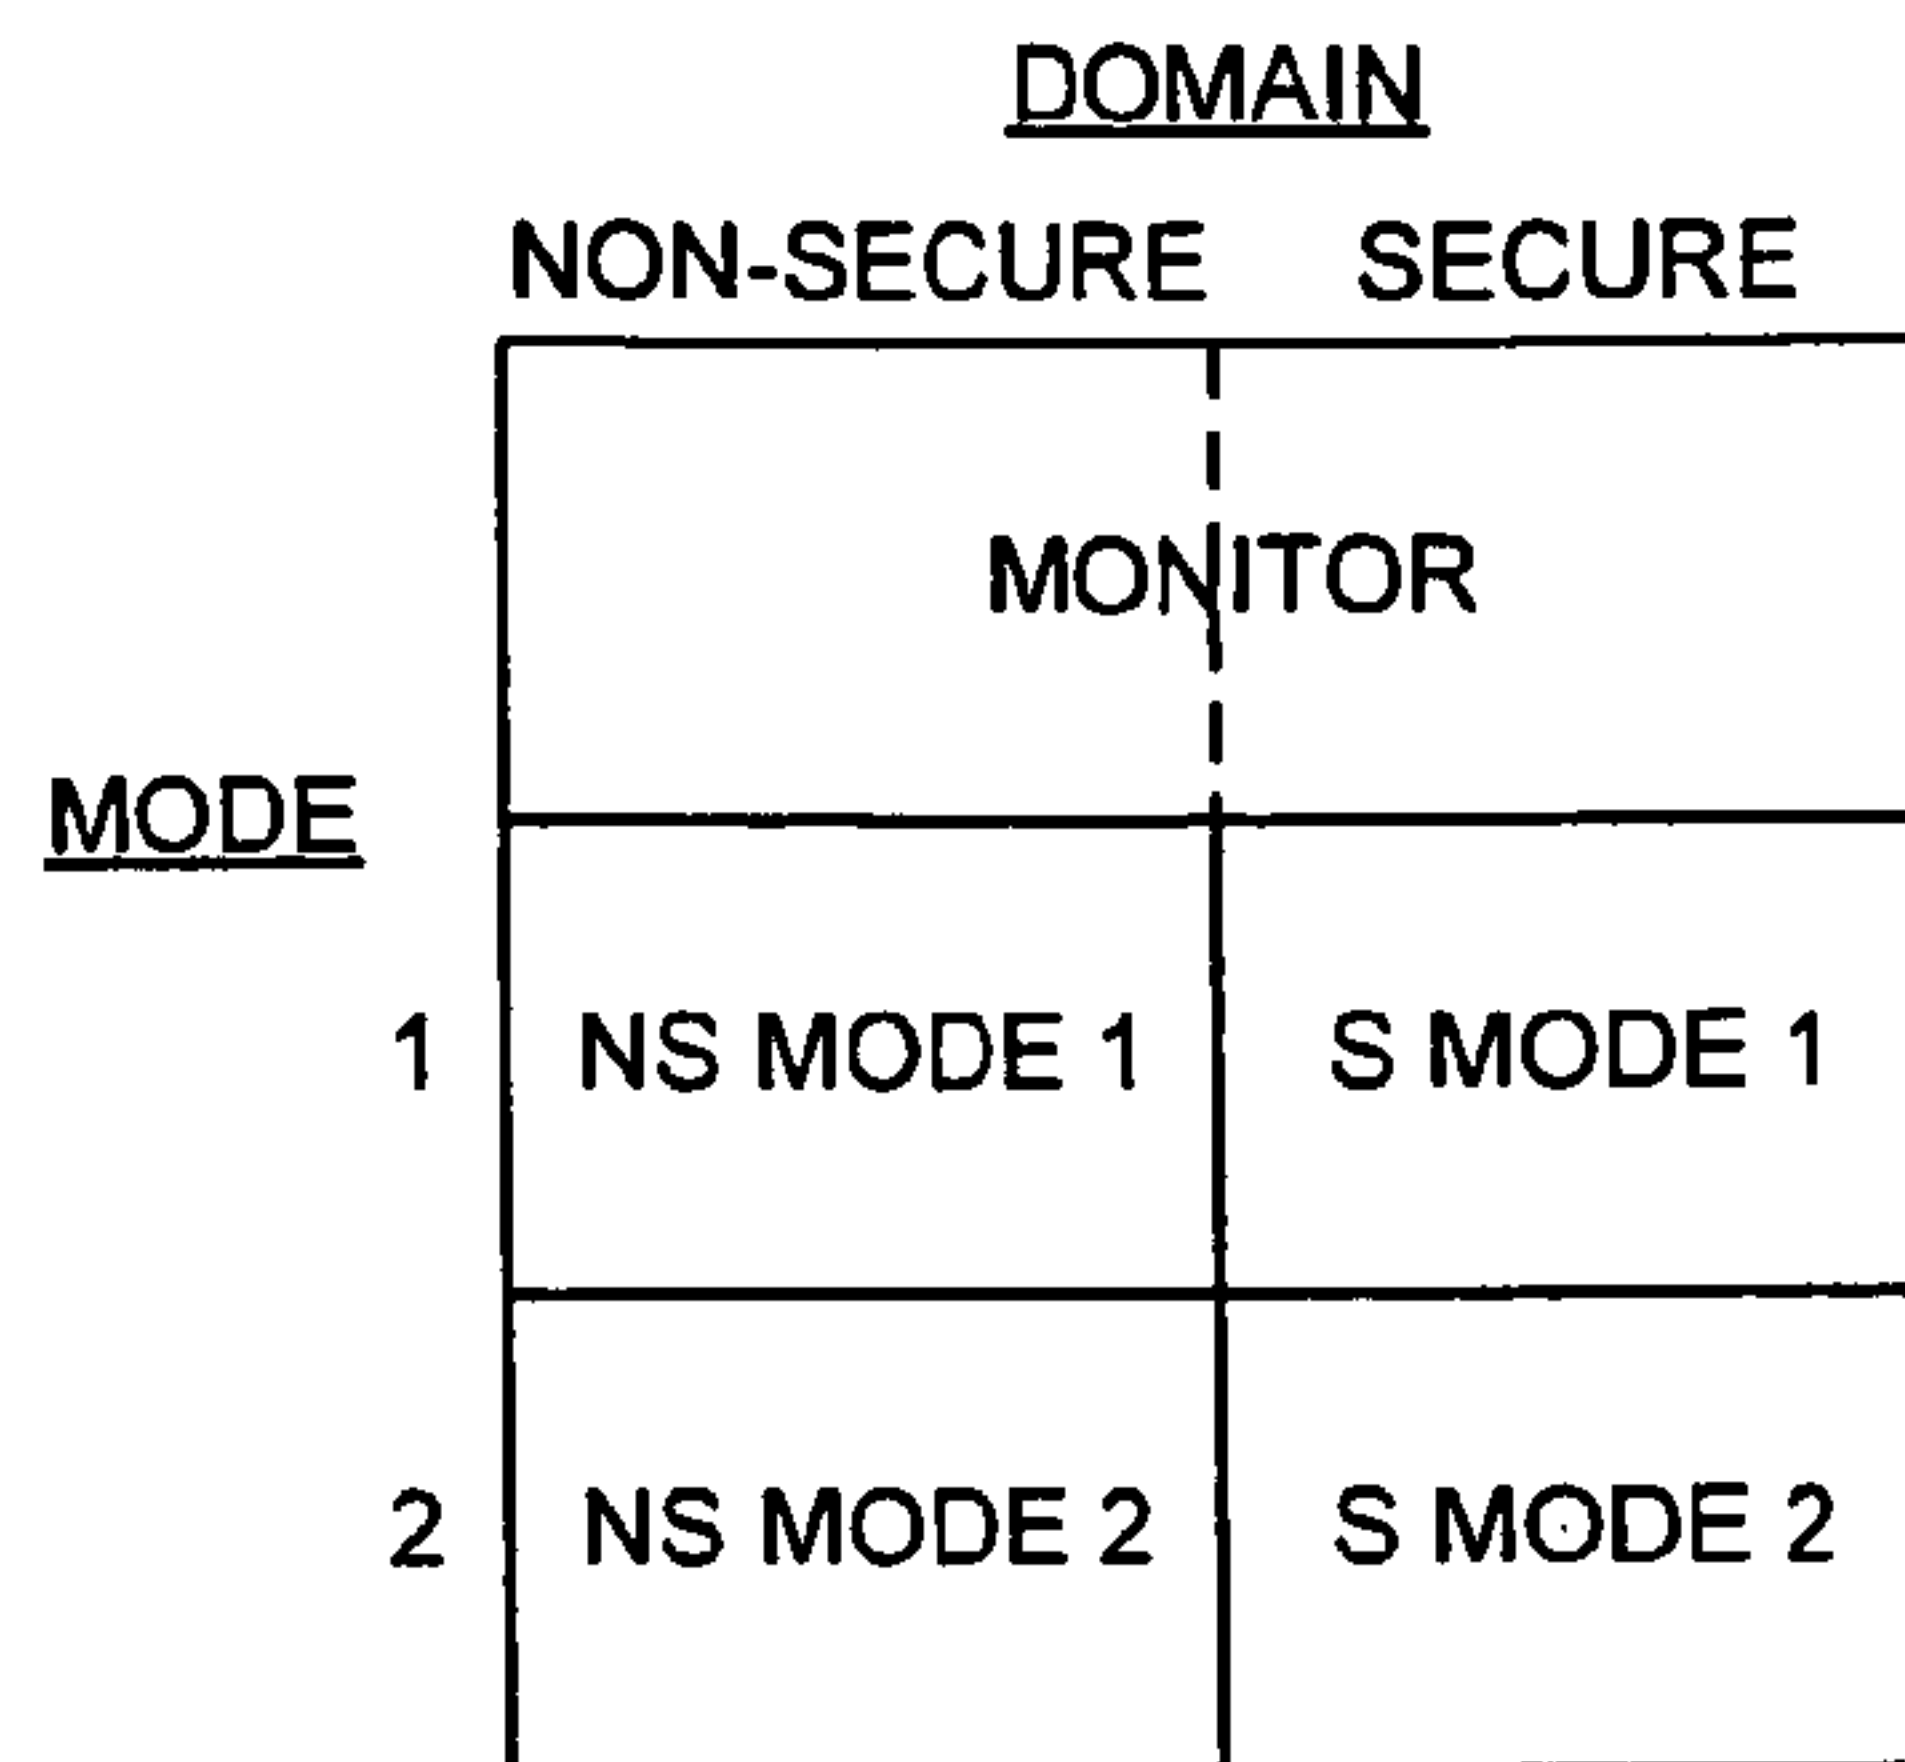 DOMAIN
NON-SECURE SECURE
MONITOR
MODE
1 NS MODE 1 S MODE 1
2 NS MODE 2 S MODE 2